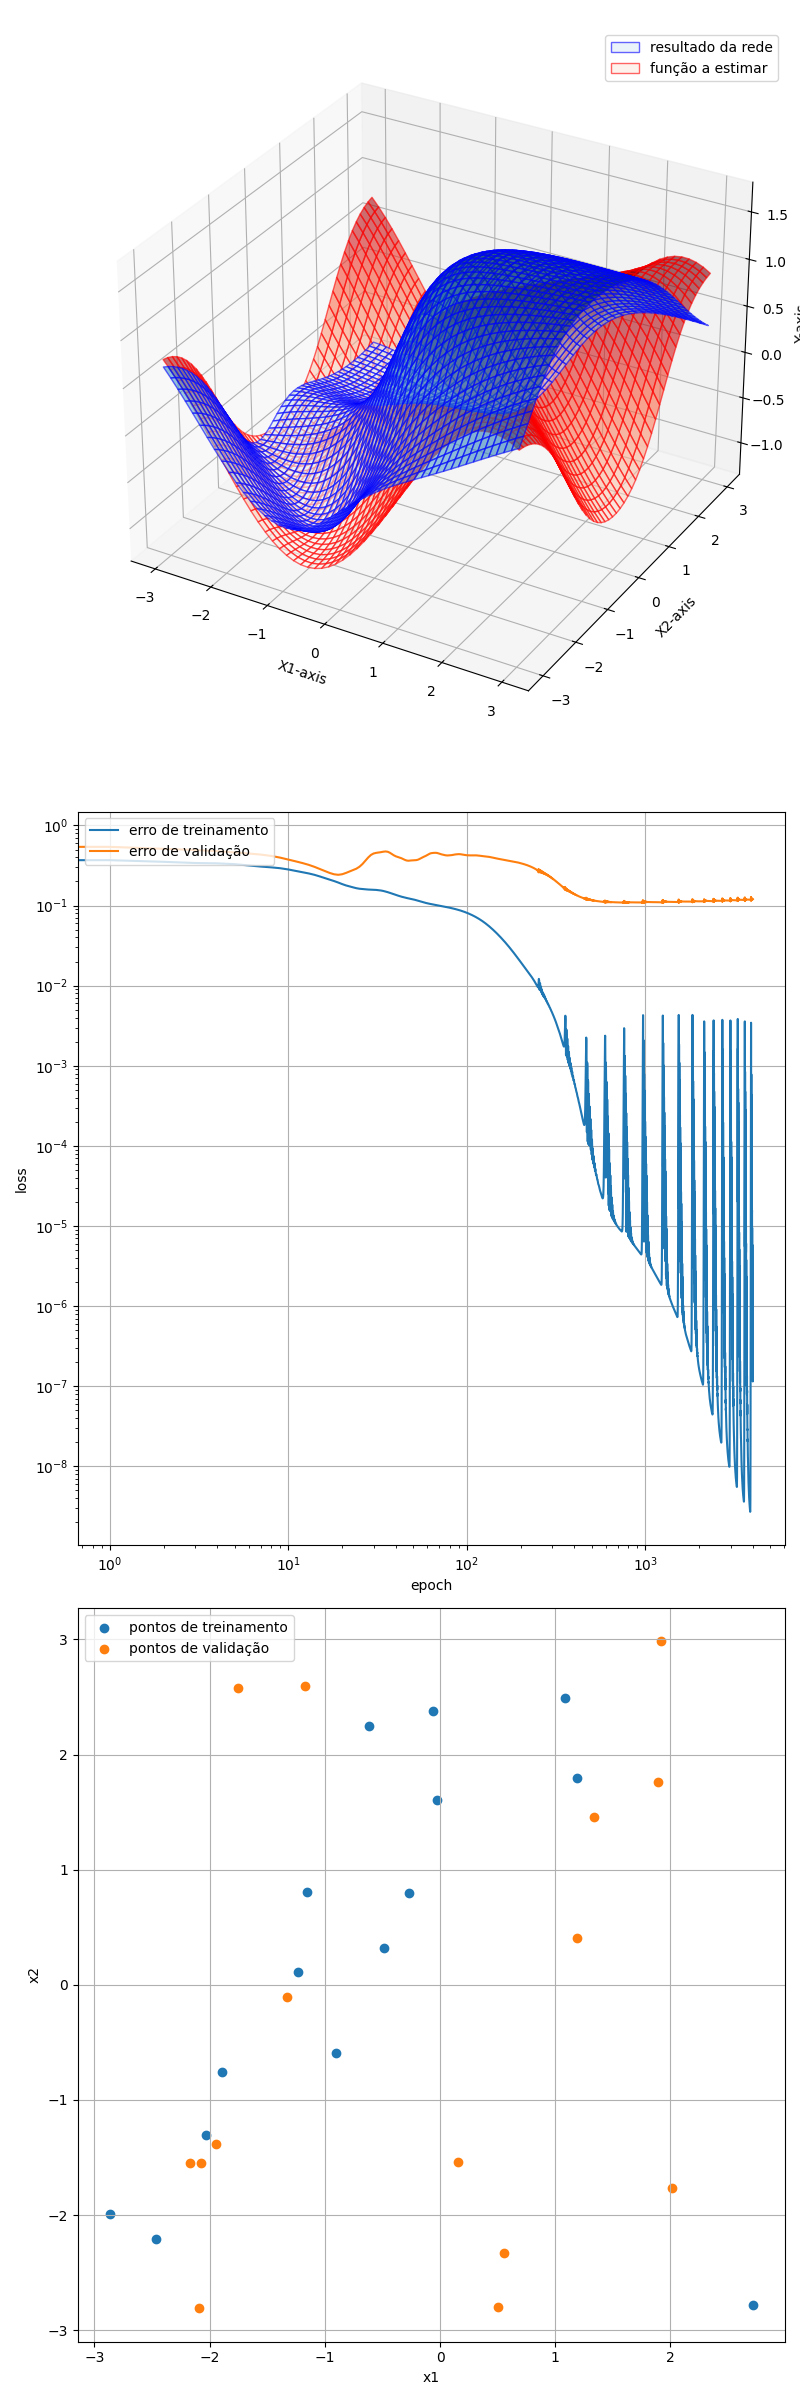 resultado da rede
função a estimar
1.5
1.0
0.5
0.0
−0.5
−1.0
−3
−2
−1
0
1
2
3
X1-axis
−3
−2
−1
0
1
2
3
X2-axis
10⁰
10⁻¹
10⁻²
10⁻³
10⁻⁴
10⁻⁵
10⁻⁶
10⁻⁷
10⁻⁸
loss
erro de treinamento
erro de validação
10⁰ 10¹ 10² 10³
epoch
pontos de treinamento
pontos de validação
3
2
1
0
−1
−2
−3
x2
−3 −2 −1 0 1 2
x1